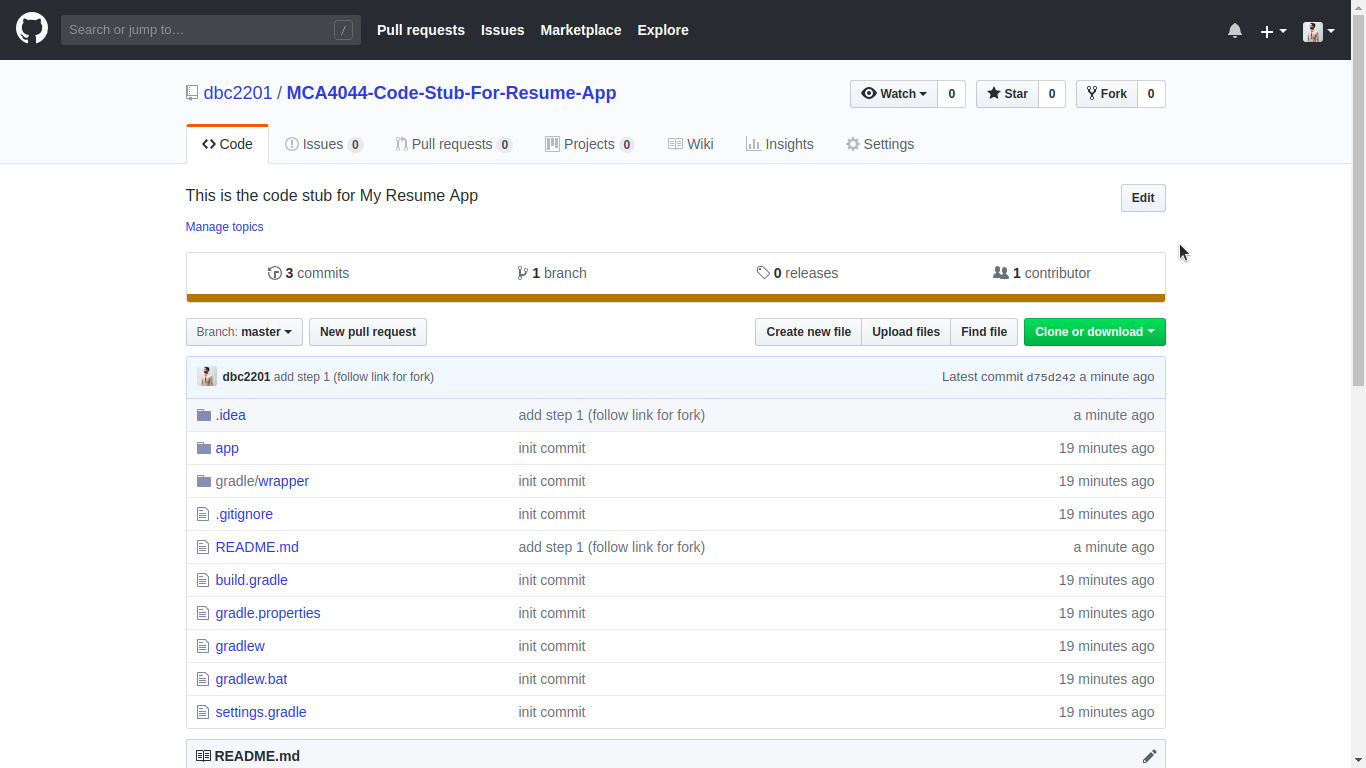 Search or jump to… / Pull requests Issues Marketplace Explore
dbc2201 / MCA4044-Code-Stub-For-Resume-App Watch 0 Star 0 Fork 0
Code Issues 0 Pull requests 0 Projects 0 Wiki Insights Settings
This is the code stub for My Resume App Edit
Manage topics
3 commits 1 branch 0 releases 1 contributor
Branch: master New pull request Create new file Upload files Find file Clone or download
dbc2201 add step 1 (follow link for fork) Latest commit d75d242 a minute ago
.idea add step 1 (follow link for fork) a minute ago
app init commit 19 minutes ago
gradle/wrapper init commit 19 minutes ago
.gitignore init commit 19 minutes ago
README.md add step 1 (follow link for fork) a minute ago
build.gradle init commit 19 minutes ago
gradle.properties init commit 19 minutes ago
gradlew init commit 19 minutes ago
gradlew.bat init commit 19 minutes ago
settings.gradle init commit 19 minutes ago
README.md